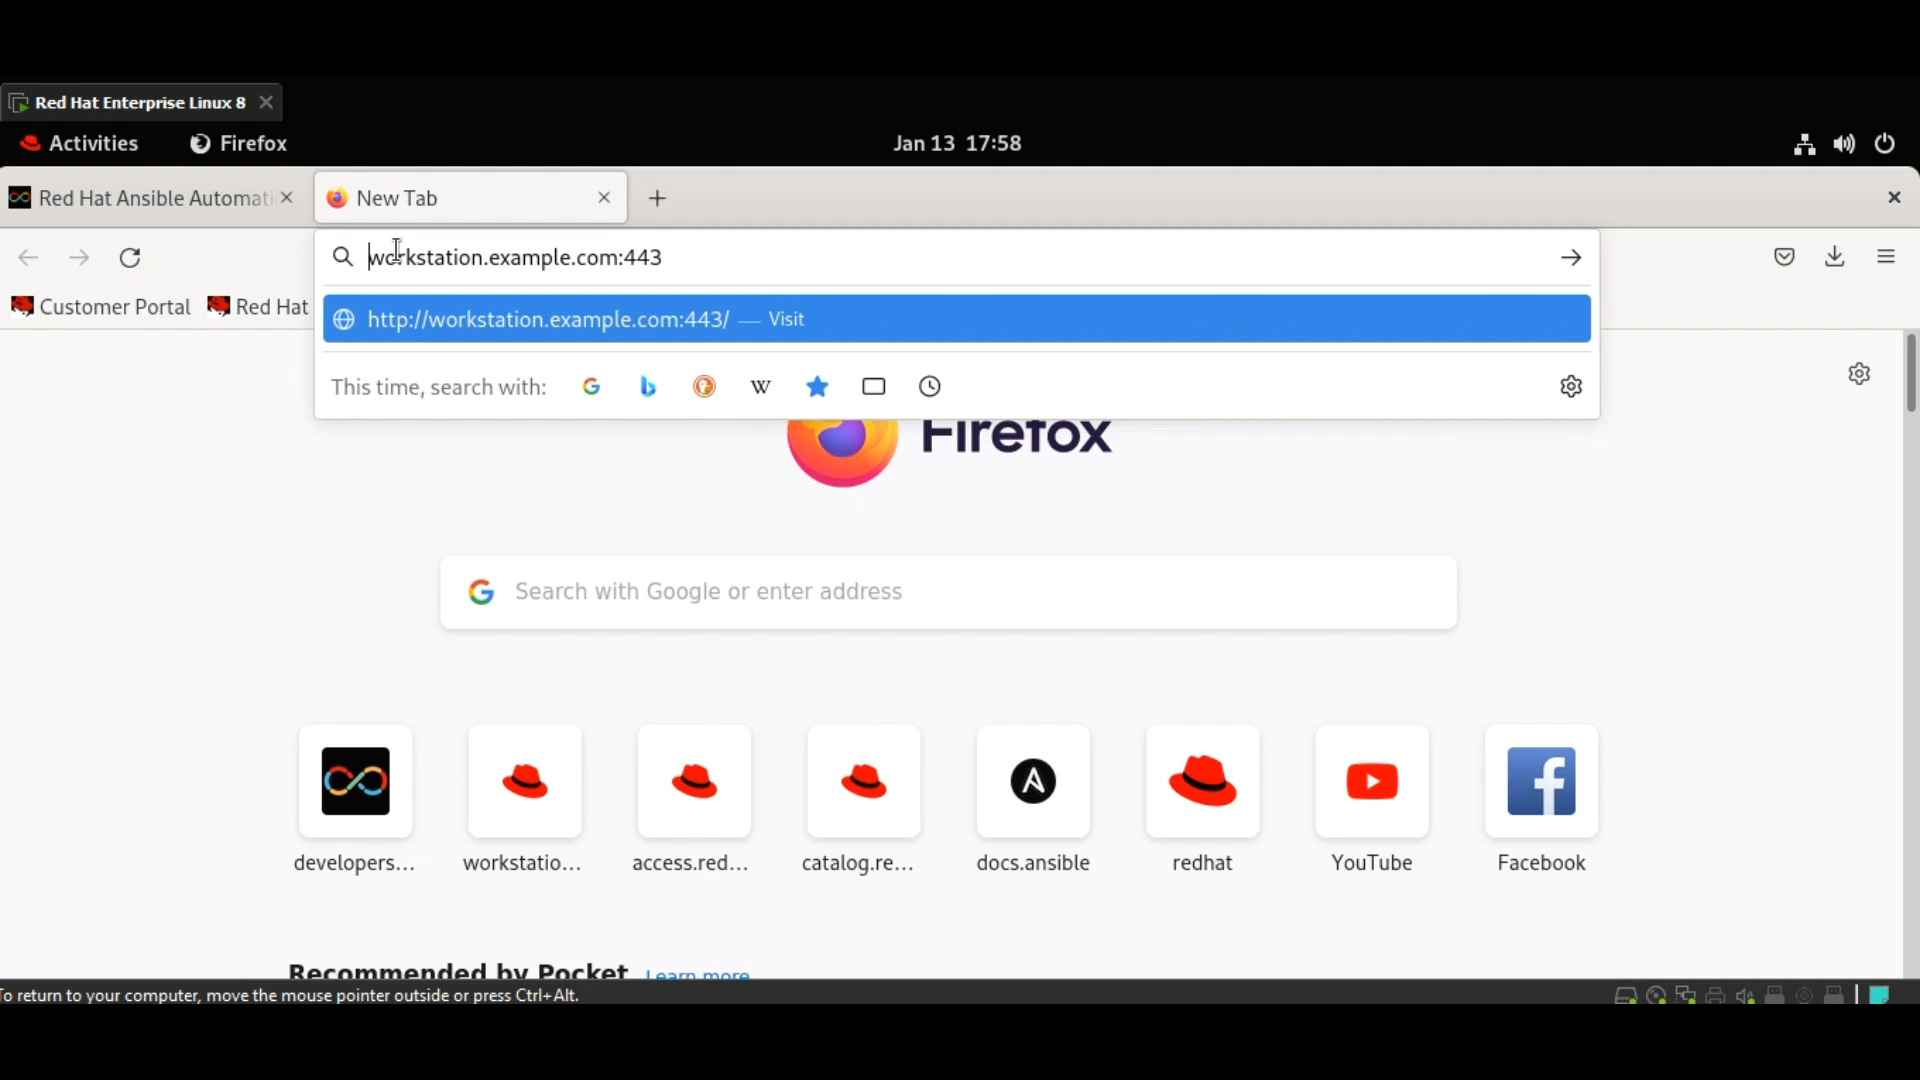 Red Hat Enterprise Linux 8
Activities
Firefox
Jan 13 17:58
Red Hat Ansible Automati
New Tab
workstation.example.com:443
Customer Portal
Red Hat
http://workstation.example.com:443/ — Visit
This time, search with:
Firefox
Search with Google or enter address
developers...
workstatio...
access.red...
catalog.re...
docs.ansible
redhat
YouTube
Facebook
Recommended by Pocket
Learn more
To return to your computer, move the mouse pointer outside or press Ctrl+Alt.